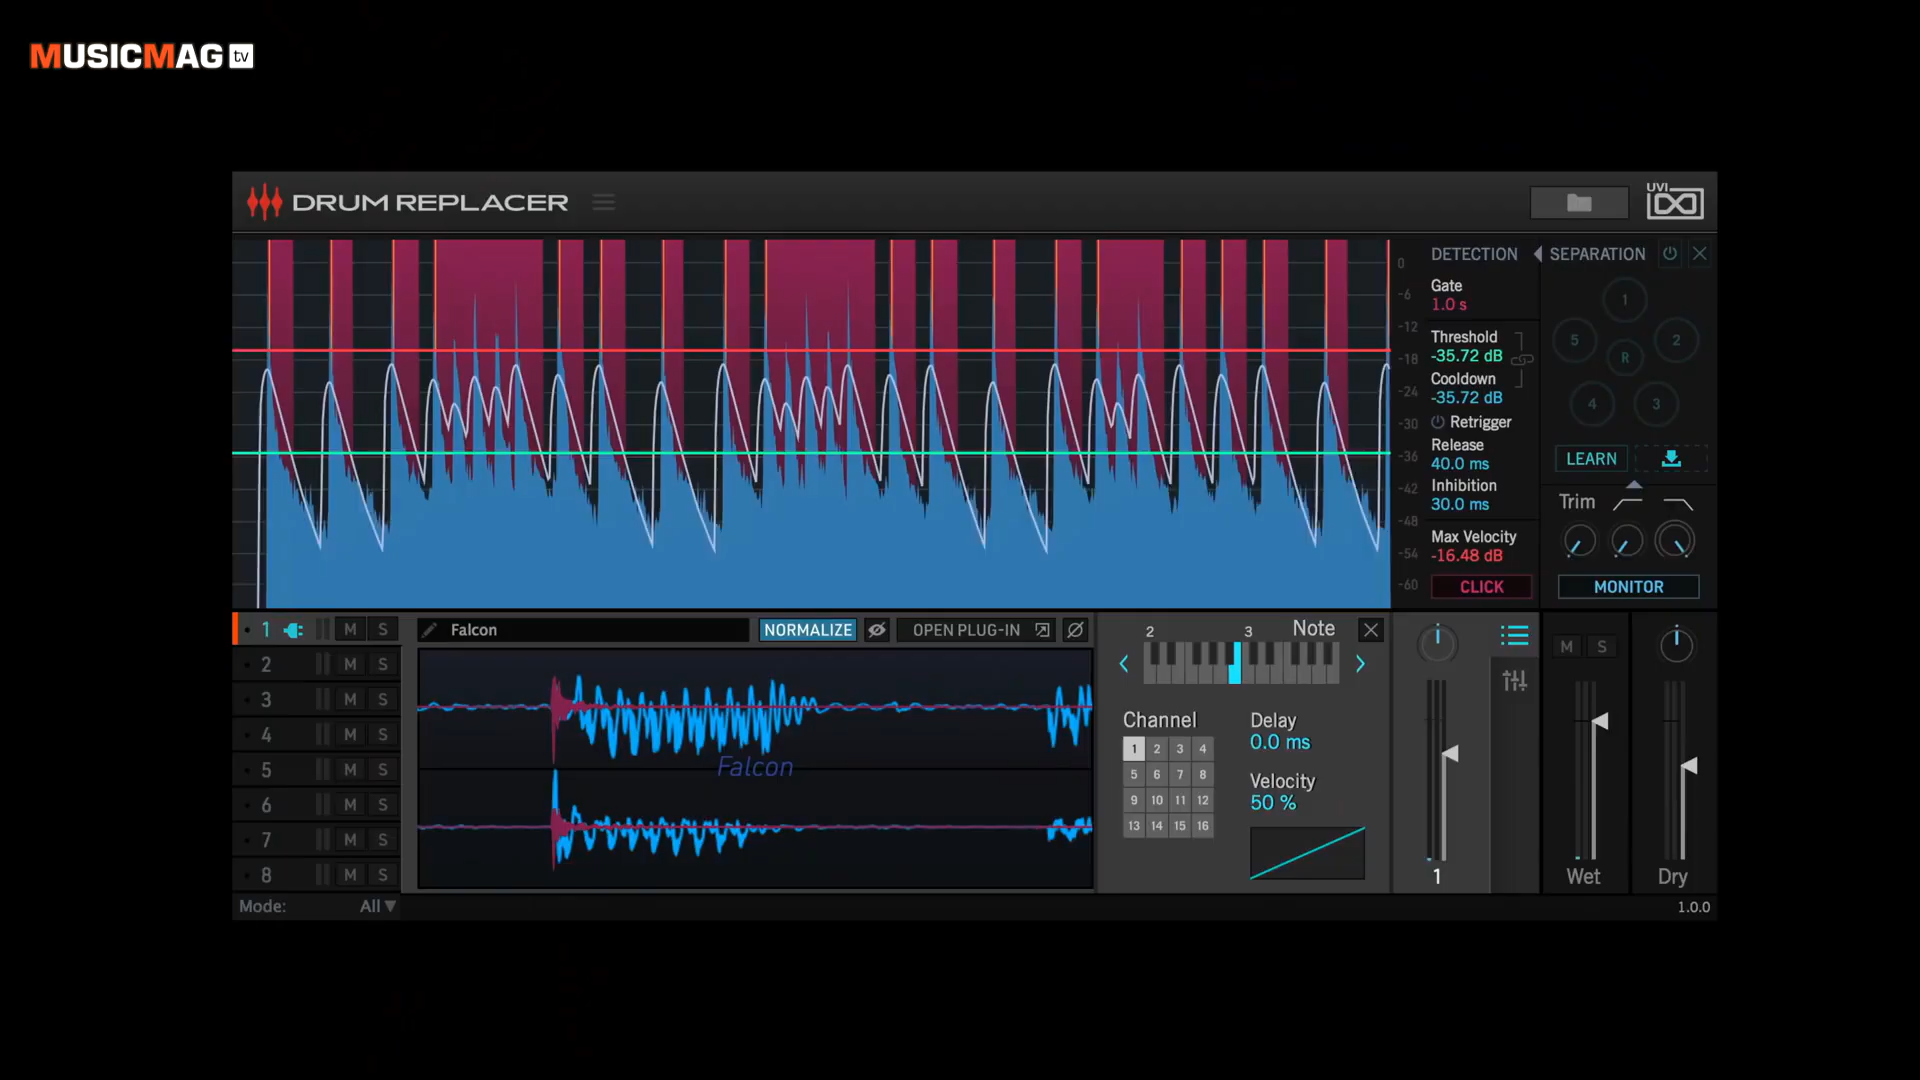 MUSICMAG tv
DRUM REPLACER
UVI
DETECTION
SEPARATION
Gate
1.0 s
Threshold
-35.72 dB
Cooldown
-35.72 dB
Retrigger
Release
40.0 ms
Inhibition
30.0 ms
Max Velocity
-16.48 dB
CLICK
0
-6
-12
-18
-24
-30
-36
-42
-48
-54
-60
1
5 2
R
4 3
LEARN
Trim
MONITOR
1 M S
2 M S
3 M S
4 M S
5 M S
6 M S
7 M S
8 M S
Mode: All
Falcon NORMALIZE OPEN PLUG-IN
Falcon
2 3 Note
Channel
1 2 3 4
5 6 7 8
9 10 11 12
13 14 15 16
Delay
0.0 ms
Velocity
50 %
1
M S
Wet
Dry
1.0.0